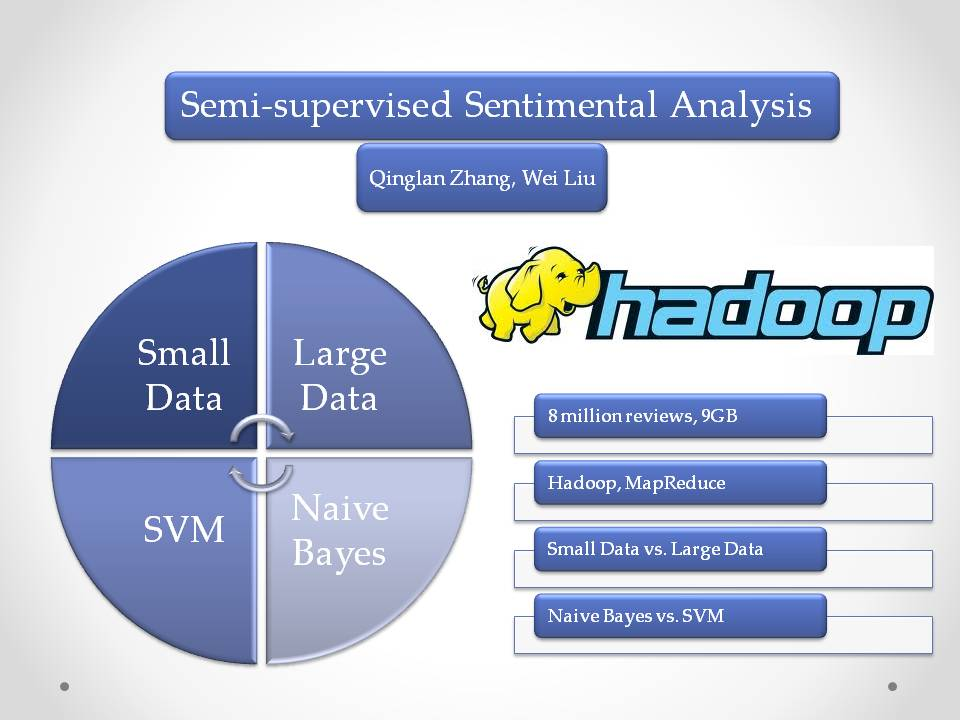 Semi-supervised Sentimental Analysis
Qinglan Zhang, Wei Liu
Small
Data
Large
Data
SVM
Naive
Bayes
hadoop
8 million reviews, 9GB
Hadoop, MapReduce
Small Data vs. Large Data
Naive Bayes vs. SVM